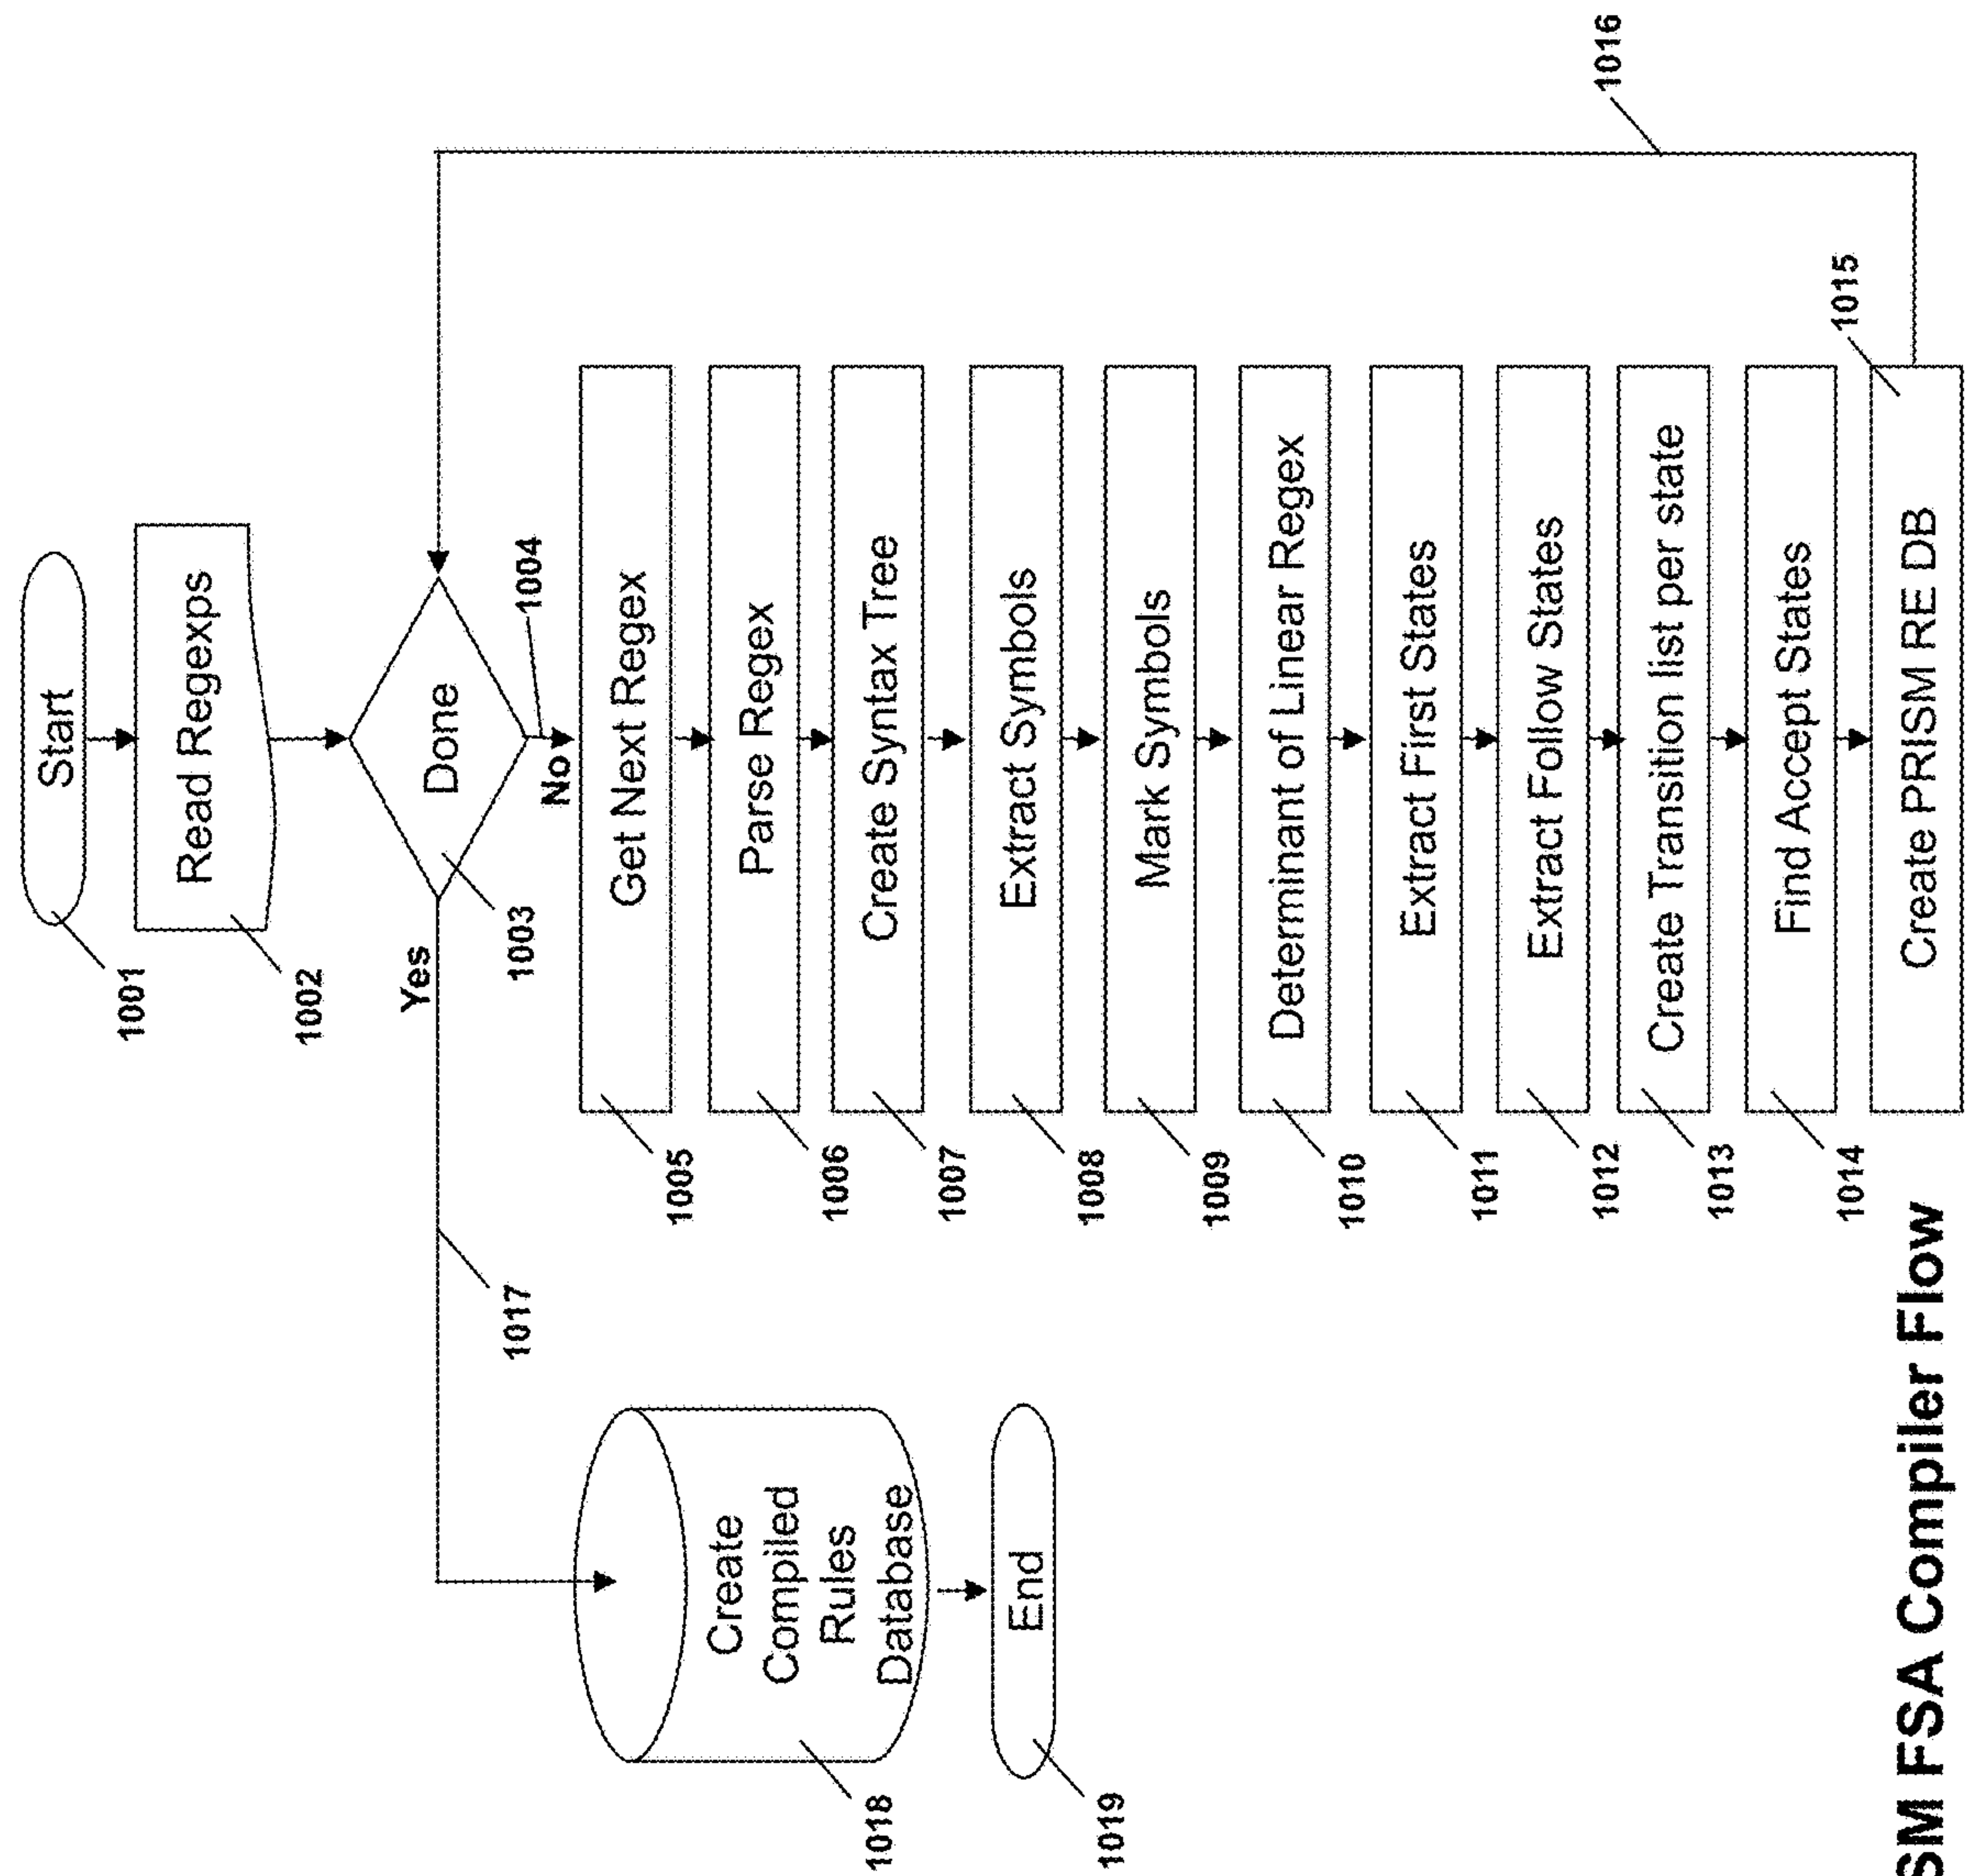 Start
1001
Read Regexps
1002
Done
1003
Yes
No
1004
Get Next Regex
1005
Parse Regex
1006
Create Syntax Tree
1007
Extract Symbols
1008
Mark Symbols
1009
Determinant of Linear Regex
1010
Extract First States
1011
Extract Follow States
1012
Create Transition list per state
1013
Find Accept States
1014
Create PRISM RE DB
1015
1016
1017
Create
Compiled
Rules
Database
1018
End
1019
FSA Compiler Flow